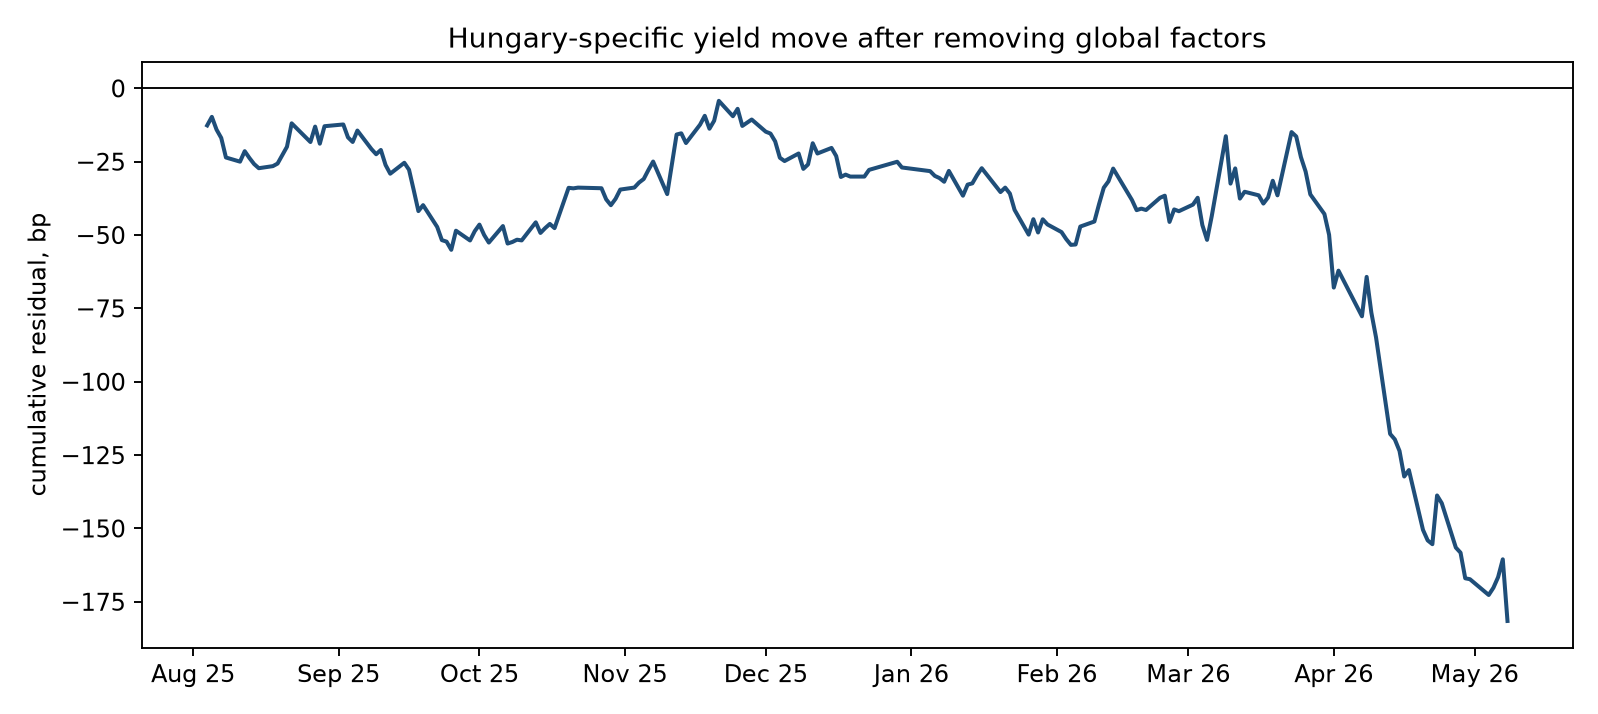 Hungary-specific yield move after removing global factors
cumulative residual, bp
0
−25
−50
−75
−100
−125
−150
−175
Aug 25
Sep 25
Oct 25
Nov 25
Dec 25
Jan 26
Feb 26
Mar 26
Apr 26
May 26